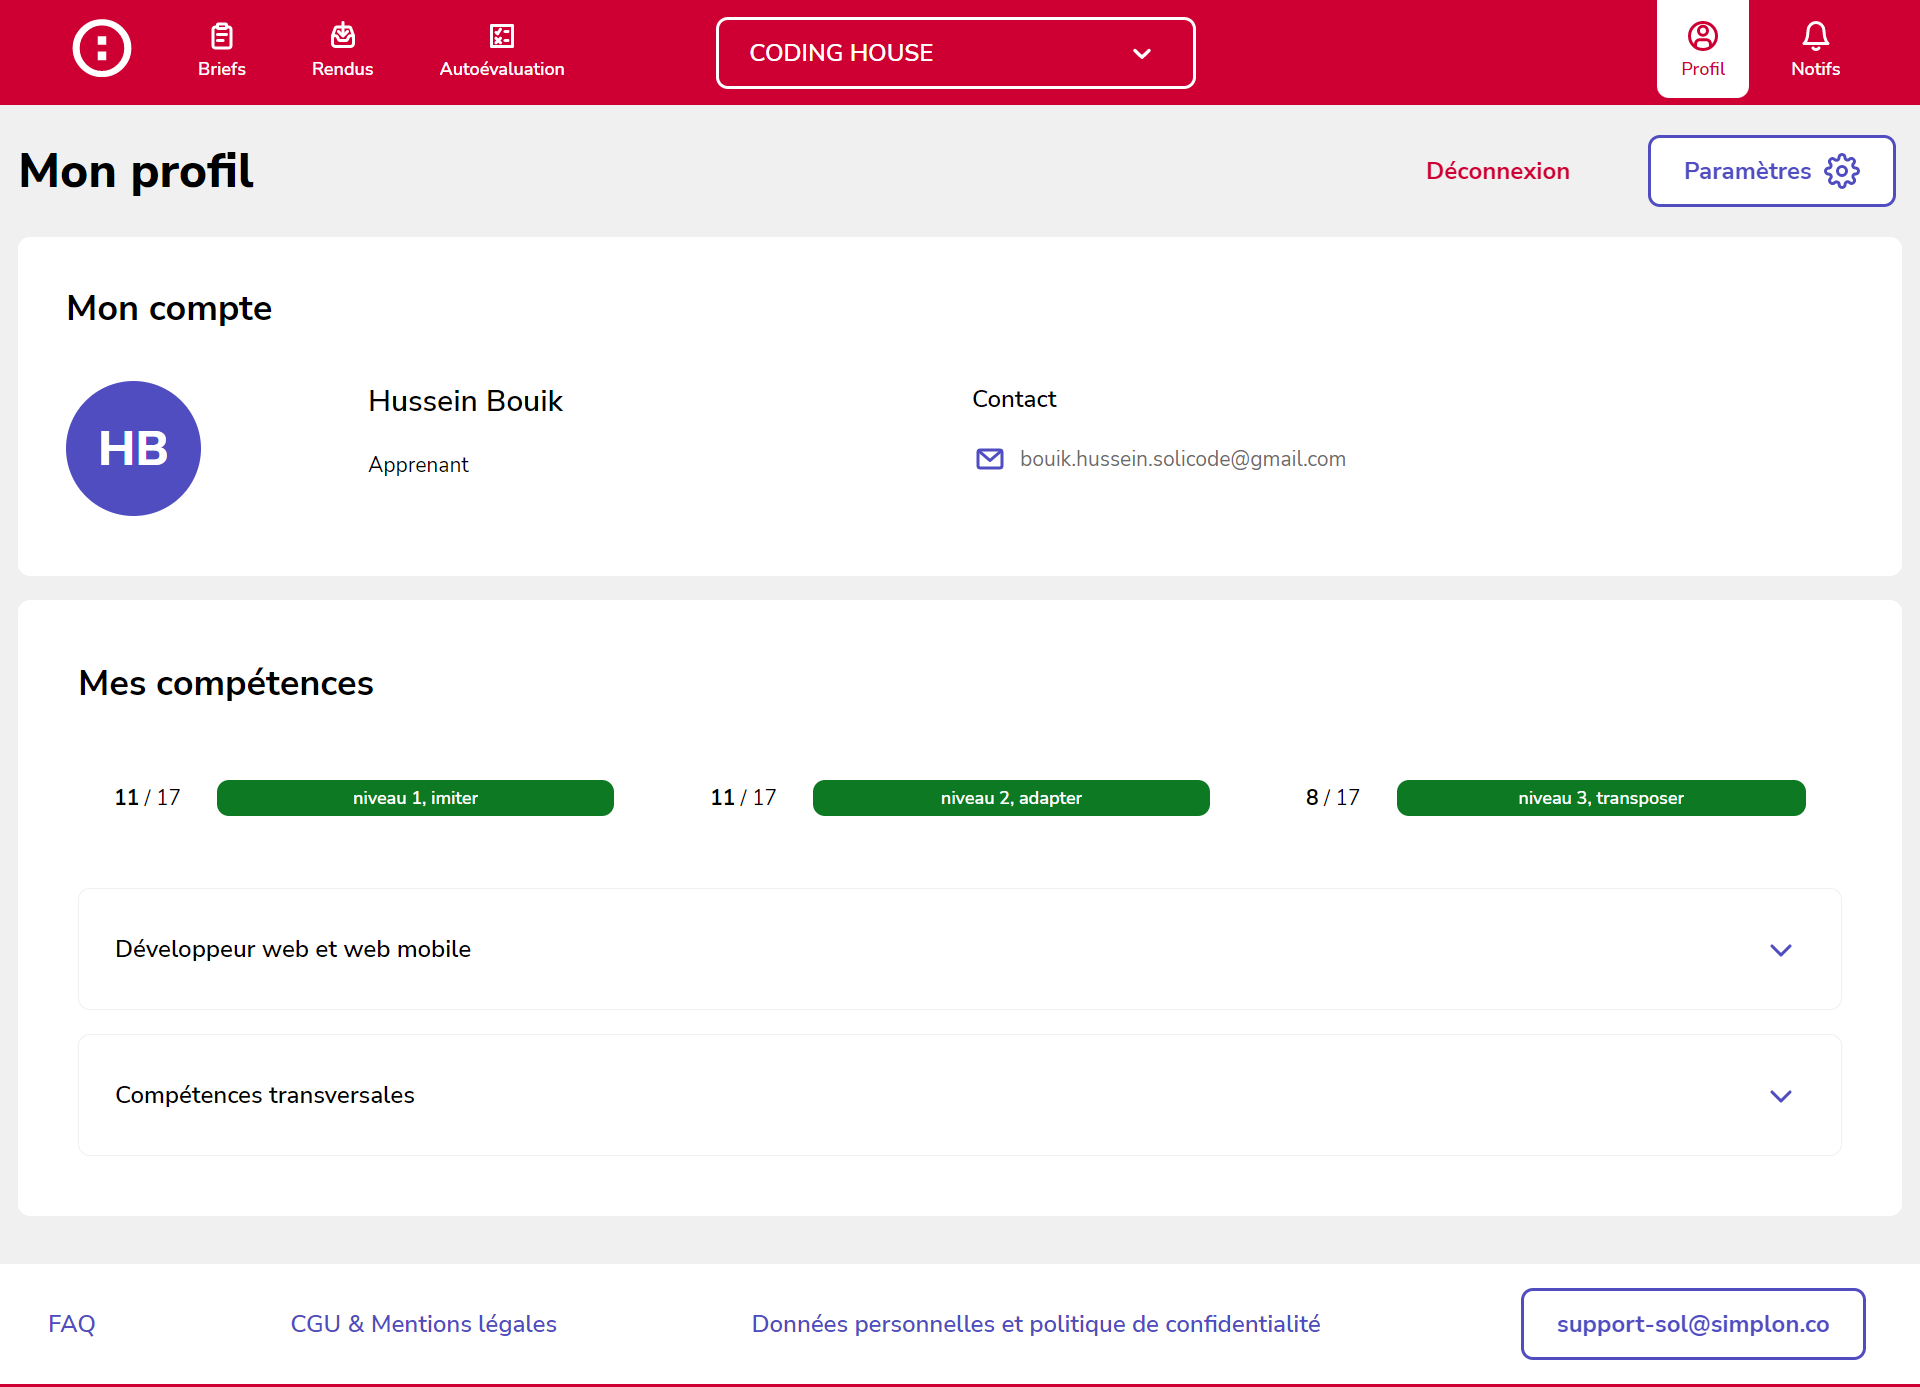 Briefs
Rendus
Autoévaluation
CODING HOUSE
Profil
Notifs
Mon profil
Déconnexion
Paramètres
Mon compte
HB
Hussein Bouik
Apprenant
Contact
bouik.hussein.solicode@gmail.com
Mes compétences
11 / 17
niveau 1, imiter
11 / 17
niveau 2, adapter
8 / 17
niveau 3, transposer
Développeur web et web mobile
Compétences transversales
FAQ
CGU & Mentions légales
Données personnelles et politique de confidentialité
support-sol@simplon.co